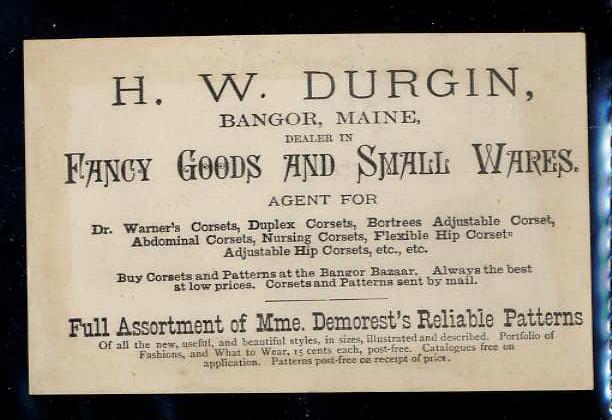 H. W. DURGIN,
BANGOR, MAINE,
DEALER IN
FANCY GOODS AND SMALL WARES.
AGENT FOR
Dr. Warner's Corsets, Duplex Corsets, Bortrees Adjustable Corset,
Abdominal Corsets, Nursing Corsets, Flexible Hip Corsets
Adjustable Hip Corsets, etc., etc.
Buy Corsets and Patterns at the Bangor Bazaar. Always the best
at low prices. Corsets and Patterns sent by mail.
Full Assortment of Mme. Demorest's Reliable Patterns
Of all the new, useful, and beautiful styles, in sizes, illustrated and described. Portfolio of
Fashions, and What to Wear, 15 cents each, post-free. Catalogues free on
application. Patterns post-free on receipt of price.